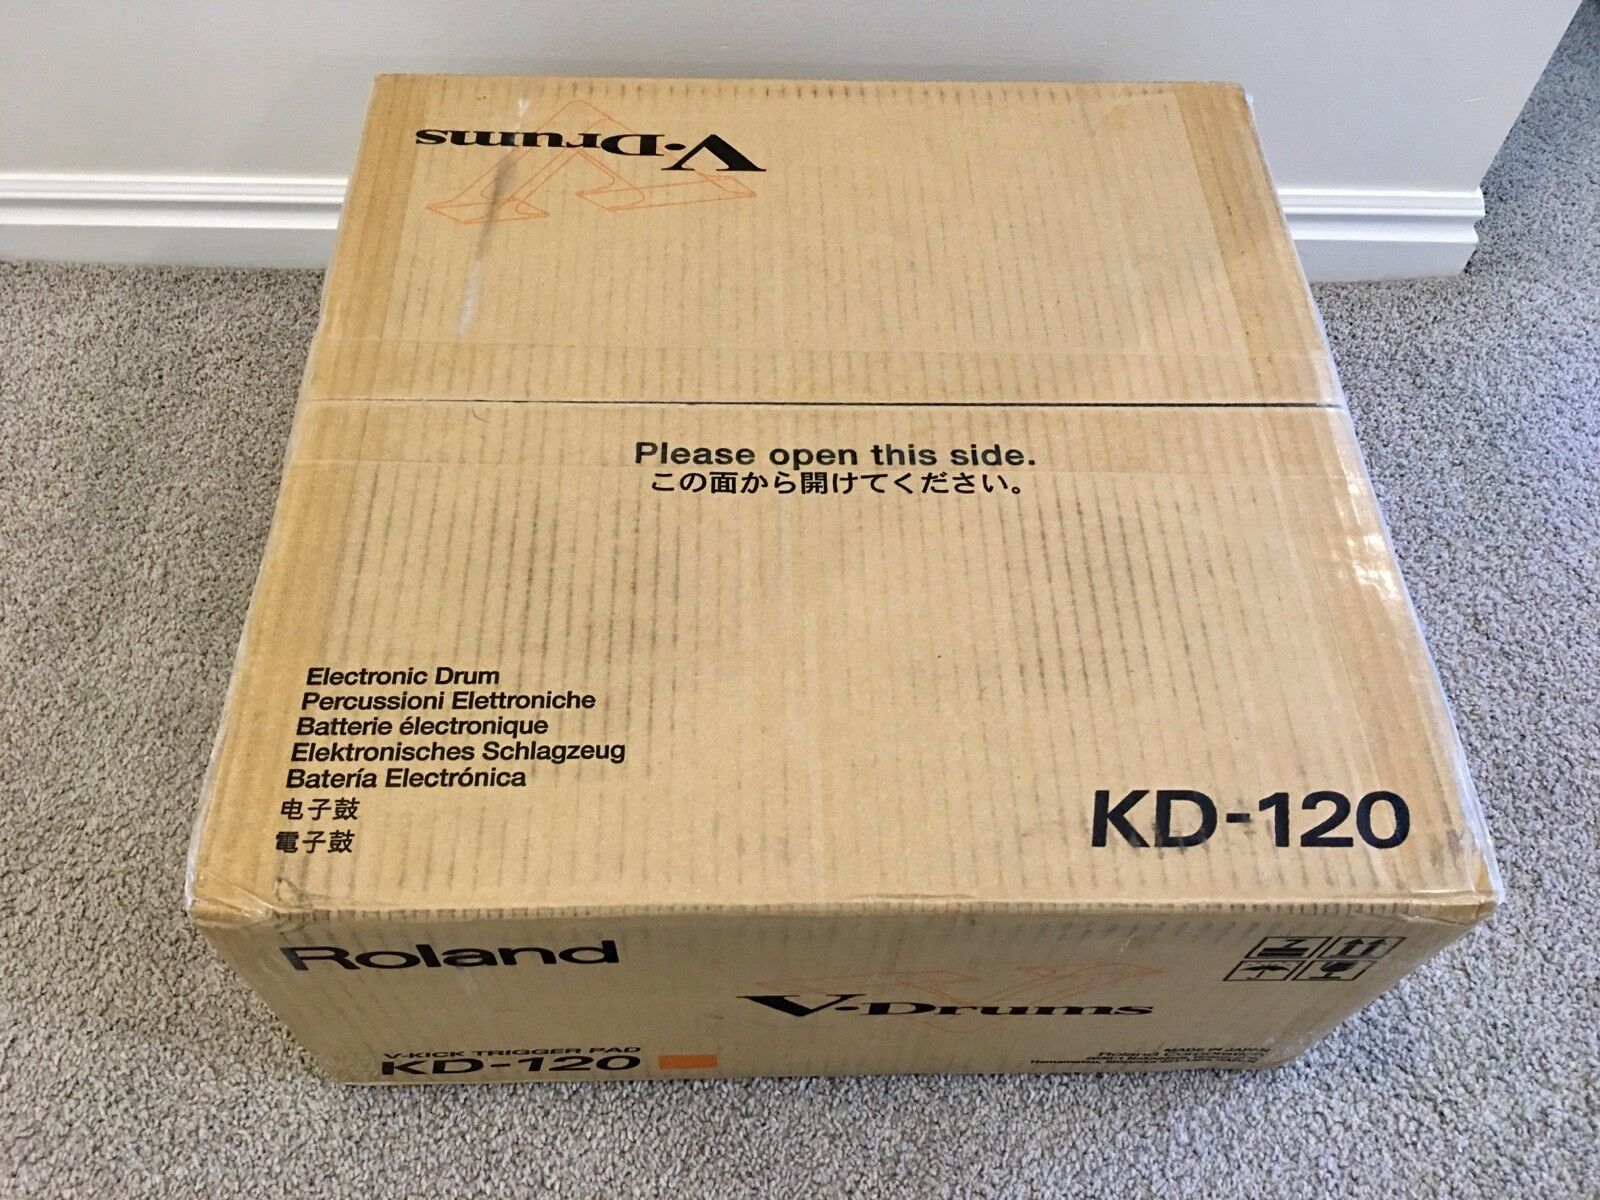 V-Drums
Please open this side.
この面から開けてください。
Electronic Drum
Percussioni Elettroniche
Batterie électronique
Elektronisches Schlagzeug
Batería Electrónica
电子鼓
電子鼓
KD-120
Roland
V-Drums
V-KICK TRIGGER PAD
KD-120
MADE IN JAPAN
Roland Corporation